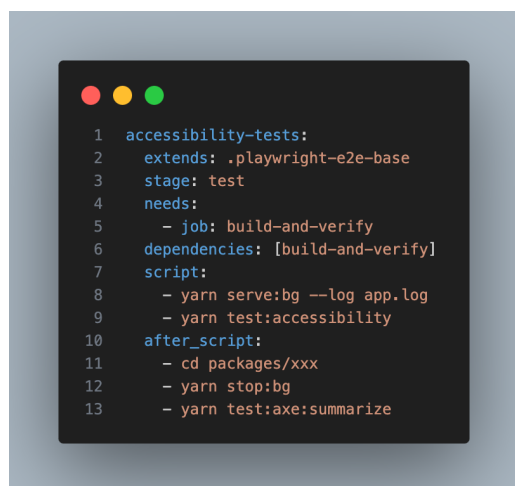 1 accessibility-tests:
2   extends: .playwright-e2e-base
3   stage: test
4   needs:
5     - job: build-and-verify
6   dependencies: [build-and-verify]
7   script:
8     - yarn serve:bg --log app.log
9     - yarn test:accessibility
10   after_script:
11     - cd packages/xxx
12     - yarn stop:bg
13     - yarn test:axe:summarize